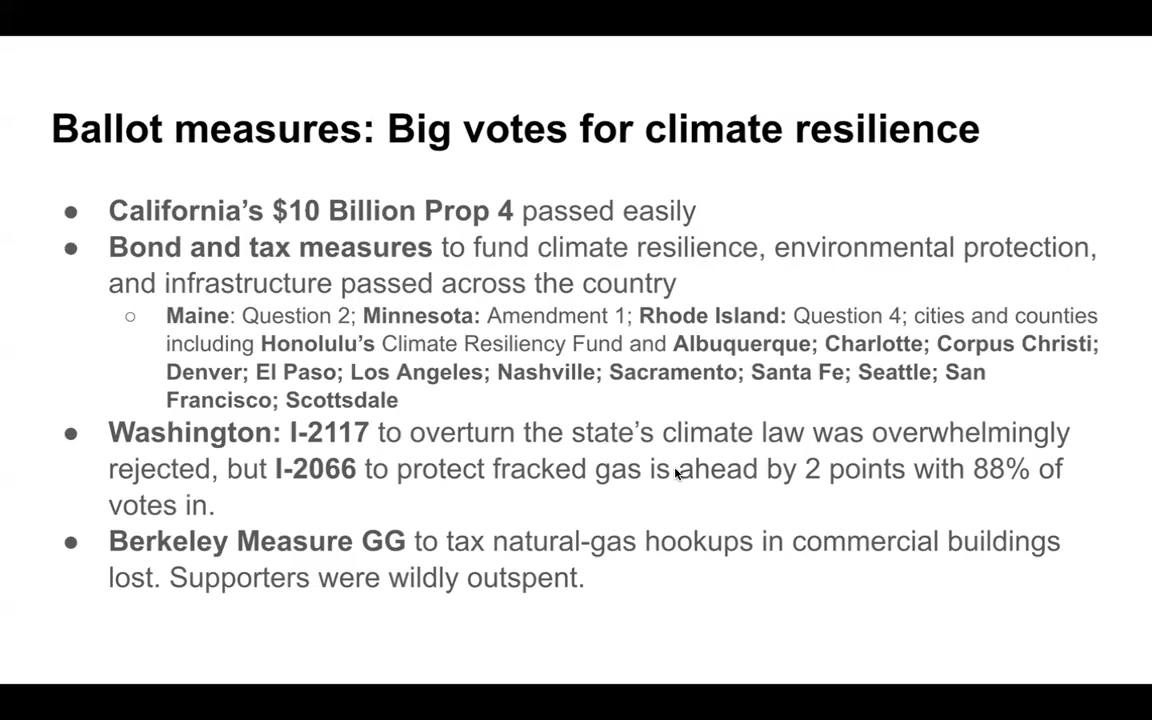 Ballot measures: Big votes for climate resilience
● California’s $10 Billion Prop 4 passed easily
● Bond and tax measures to fund climate resilience, environmental protection,
and infrastructure passed across the country
○ Maine: Question 2; Minnesota: Amendment 1; Rhode Island: Question 4; cities and counties
including Honolulu’s Climate Resiliency Fund and Albuquerque; Charlotte; Corpus Christi;
Denver; El Paso; Los Angeles; Nashville; Sacramento; Santa Fe; Seattle; San
Francisco; Scottsdale
● Washington: I-2117 to overturn the state’s climate law was overwhelmingly
rejected, but I-2066 to protect fracked gas is ahead by 2 points with 88% of
votes in.
● Berkeley Measure GG to tax natural-gas hookups in commercial buildings
lost. Supporters were wildly outspent.